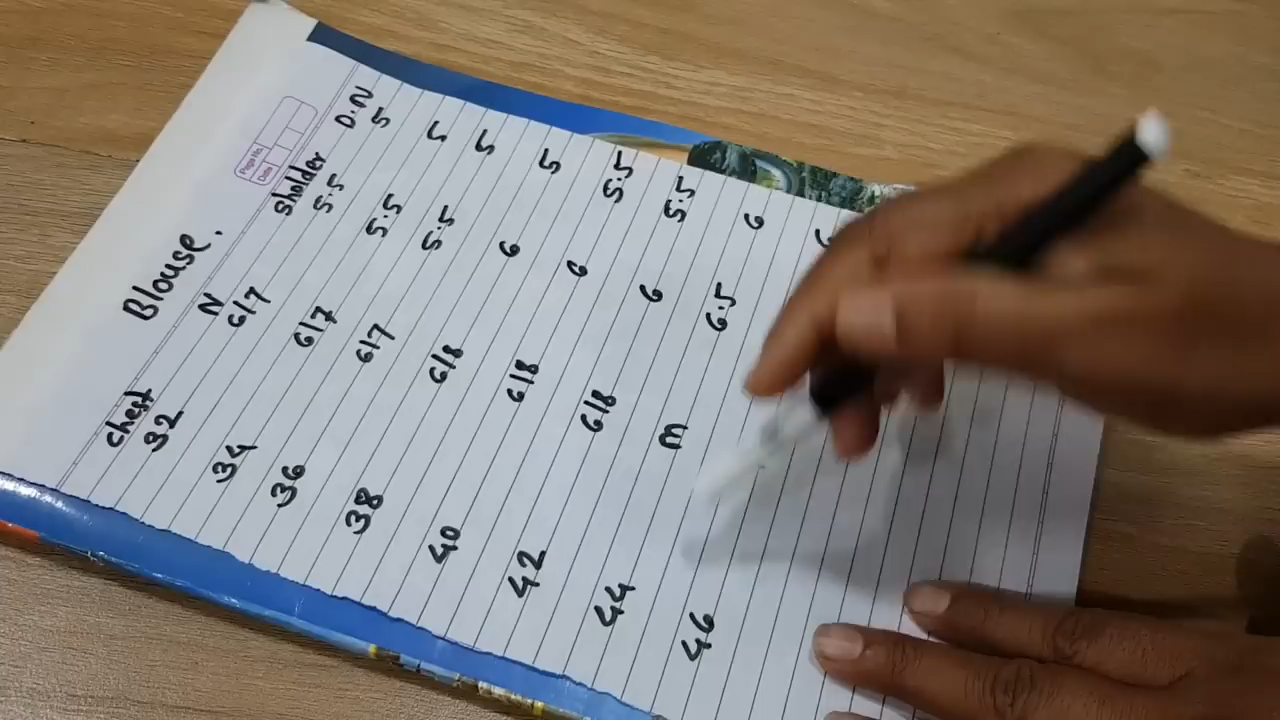 Page No.
Date
Blouse.
chest N sholder D.N
32 6/7 5.5 5
34 6/7 5.5 5
36 6/7 5.5 5
38 6/8 6 5
40 6/8 6 5.5
42 6/8 6 5.5
44 m 6.5 6
46